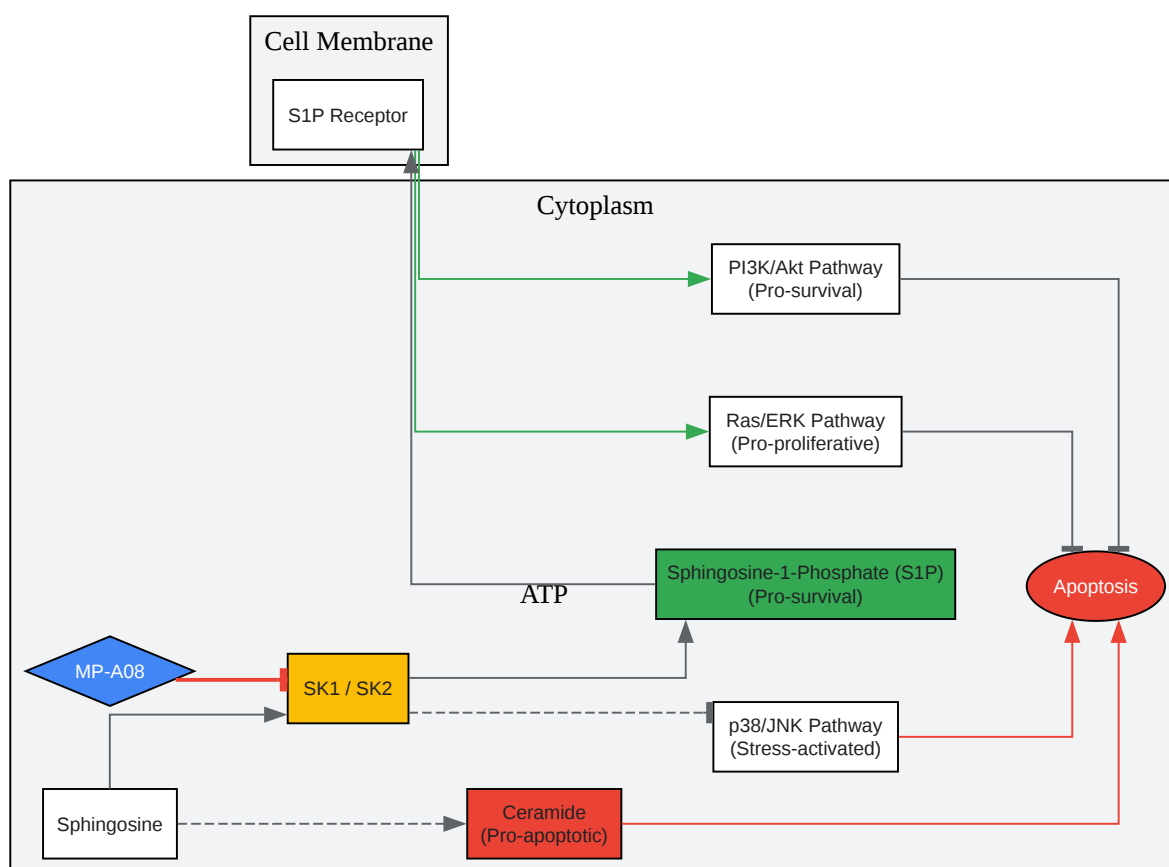 Cell Membrane
S1P Receptor
Cytoplasm
PI3K/Akt Pathway
(Pro-survival)
Ras/ERK Pathway
(Pro-proliferative)
Sphingosine-1-Phosphate (S1P)
(Pro-survival)
ATP
Apoptosis
MP-A08
SK1 / SK2
p38/JNK Pathway
(Stress-activated)
Sphingosine
Ceramide
(Pro-apoptotic)